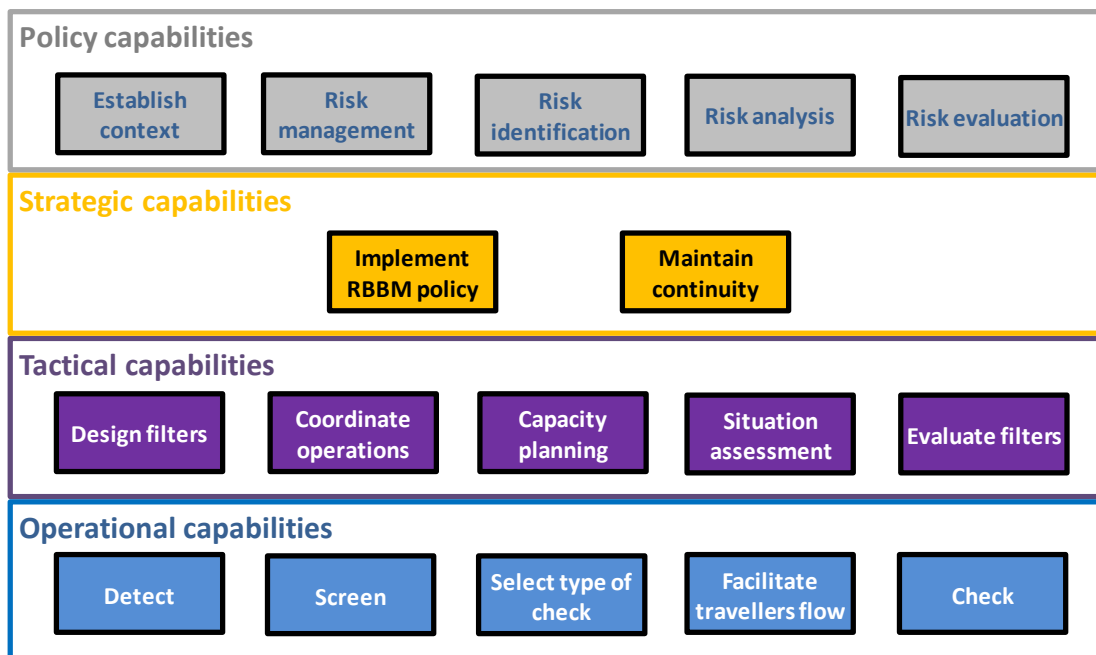 Policy capabilities
Establish
context
Risk
management
Risk
identification
Risk analysis
Risk evaluation
Strategic capabilities
Implement
RBBM policy
Maintain
continuity
Tactical capabilities
Design filters
Coordinate
operations
Capacity
planning
Situation
assessment
Evaluate filters
Operational capabilities
Detect
Screen
Select type of
check
Facilitate
travellers flow
Check